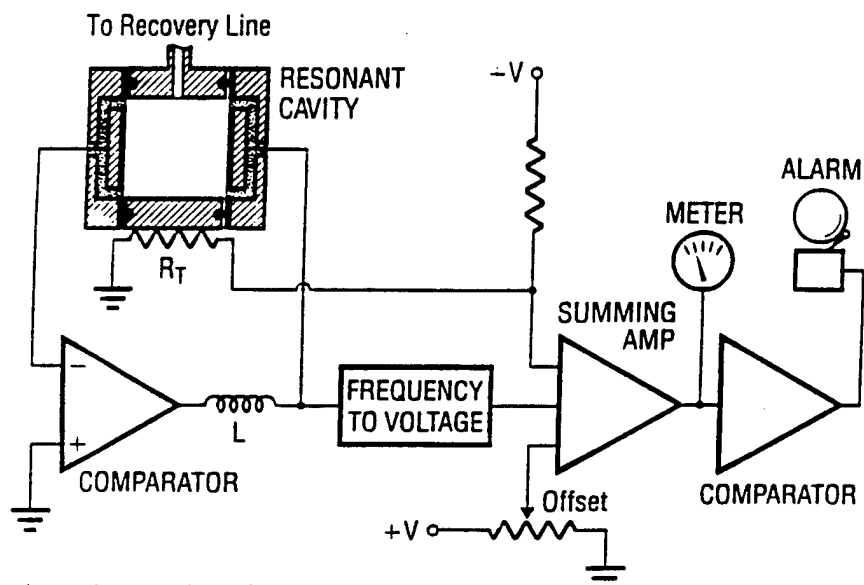 To Recovery Line
RESONANT
CAVITY
–V
ALARM
METER
R_T
SUMMING
AMP
–
+
L
FREQUENCY
TO VOLTAGE
COMPARATOR
COMPARATOR
Offset
+V